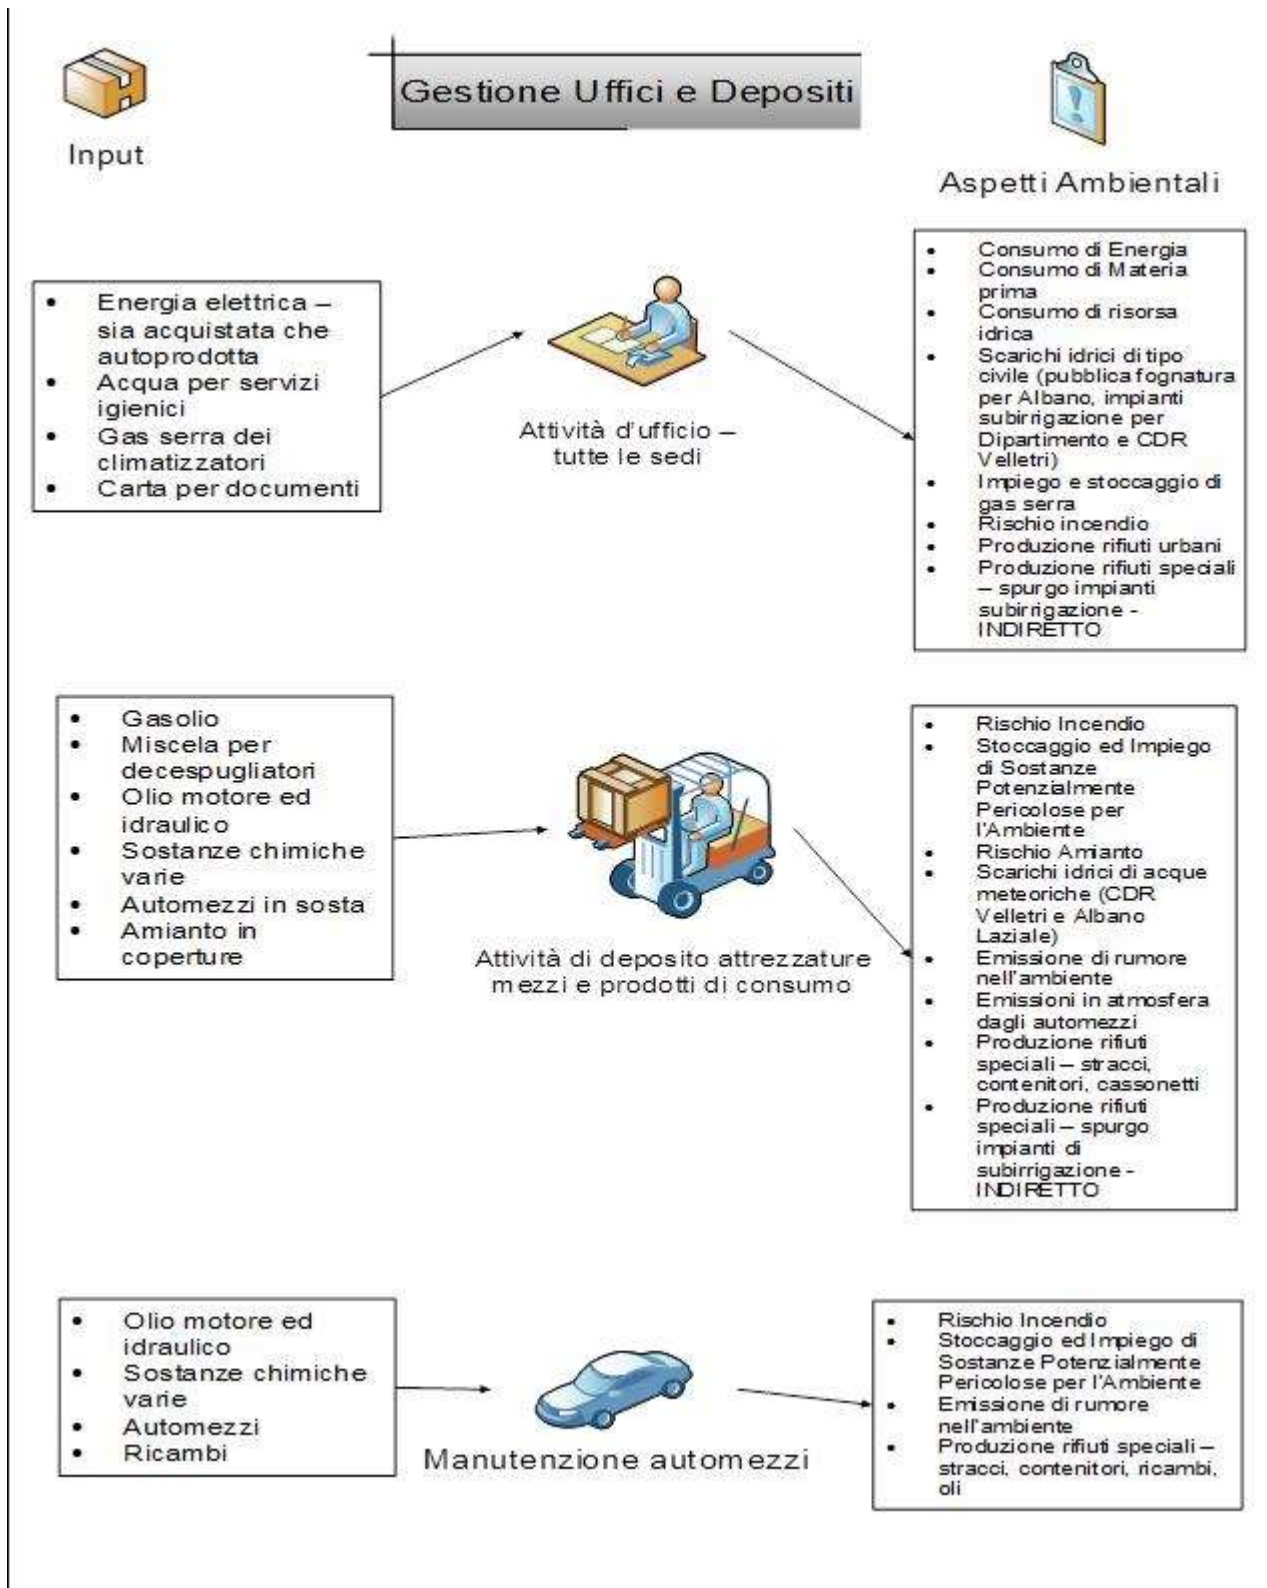 Gestione Uffici e Depositi
Input
Aspetti Ambientali
• Energia elettrica –
sia acquistata che
autoprodotta
• Acqua per servizi
igienici
• Gas serra dei
climatizzatori
• Carta per documenti
Attività d'ufficio –
tutte le sedi
• Consumo di Energia
• Consumo di Materia
prima
• Consumo di risorsa
idrica
• Scarichi idrici di tipo
civile (pubblica fognatura
per Albano, impianti
subirrigazione per
Dipartimento e CDR
Velletri)
• Impiego e stoccaggio di
gas serra
• Rischio incendio
• Produzione rifiuti urbani
• Produzione rifiuti speciali
– spurgo impianti
subirrigazione -
INDIRETTO
• Gasolio
• Miscela per
decespugliatori
• Olio motore ed
idraulico
• Sostanze chimiche
varie
• Automezzi in sosta
• Amianto in
coperture
Attività di deposito attrezzature
mezzi e prodotti di consumo
• Rischio Incendio
• Stoccaggio ed Impiego
di Sostanze
Potenzialmente
Pericolose per
l'Ambiente
• Rischio Amianto
• Scarichi idrici di acque
meteoriche (CDR
Velletri e Albano
Laziale)
• Emissione di rumore
nell'ambiente
• Emissioni in atmosfera
dagli automezzi
• Produzione rifiuti
speciali – stracci,
contenitori, cassonetti
• Produzione rifiuti
speciali – spurgo
impianti di
subirrigazione -
INDIRETTO
• Olio motore ed
idraulico
• Sostanze chimiche
varie
• Automezzi
• Ricambi
Manutenzione automezzi
• Rischio Incendio
• Stoccaggio ed Impiego di
Sostanze Potenzialmente
Pericolose per l'Ambiente
• Emissione di rumore
nell'ambiente
• Produzione rifiuti speciali –
stracci, contenitori, ricambi,
oli